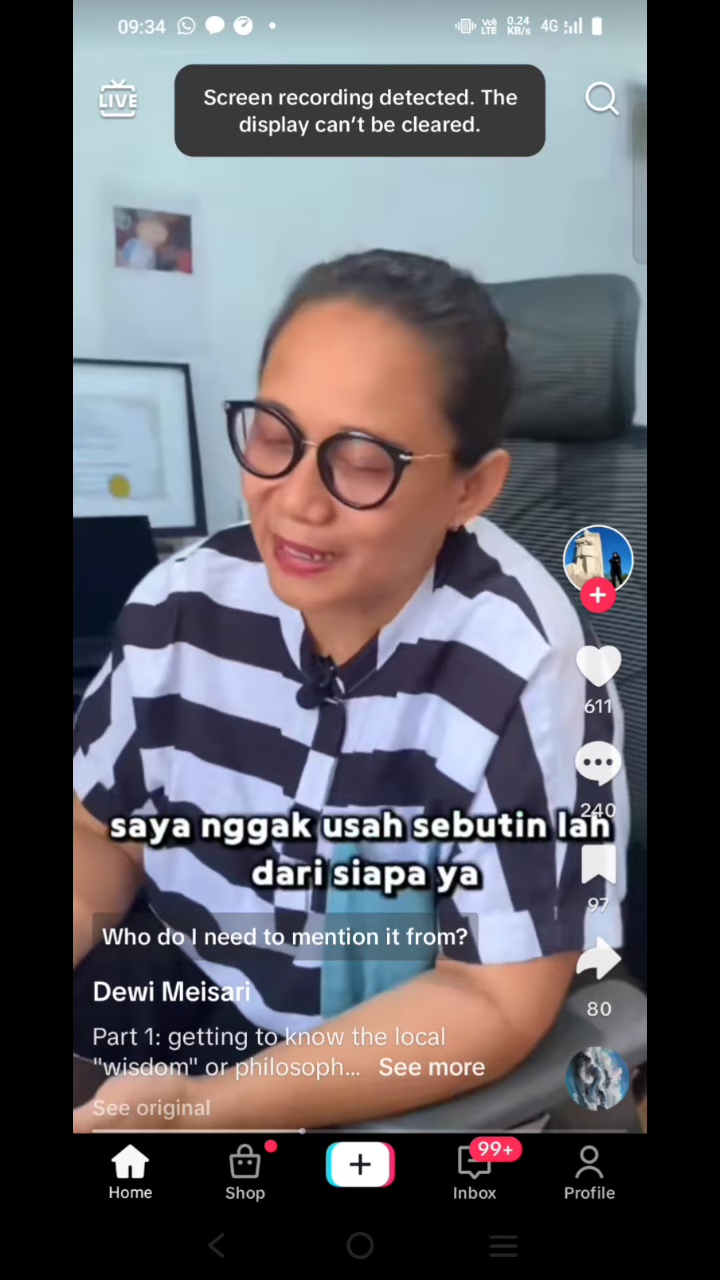 09:34
Vo)) LTE
0.24 KB/s
4G
LIVE
Screen recording detected. The
display can't be cleared.
611
240
saya nggak usah sebutin lah
dari siapa ya
97
Who do I need to mention it from?
Dewi Meisari
80
Part 1: getting to know the local
"wisdom" or philosoph... See more
See original
99+
Home
Shop
Inbox
Profile